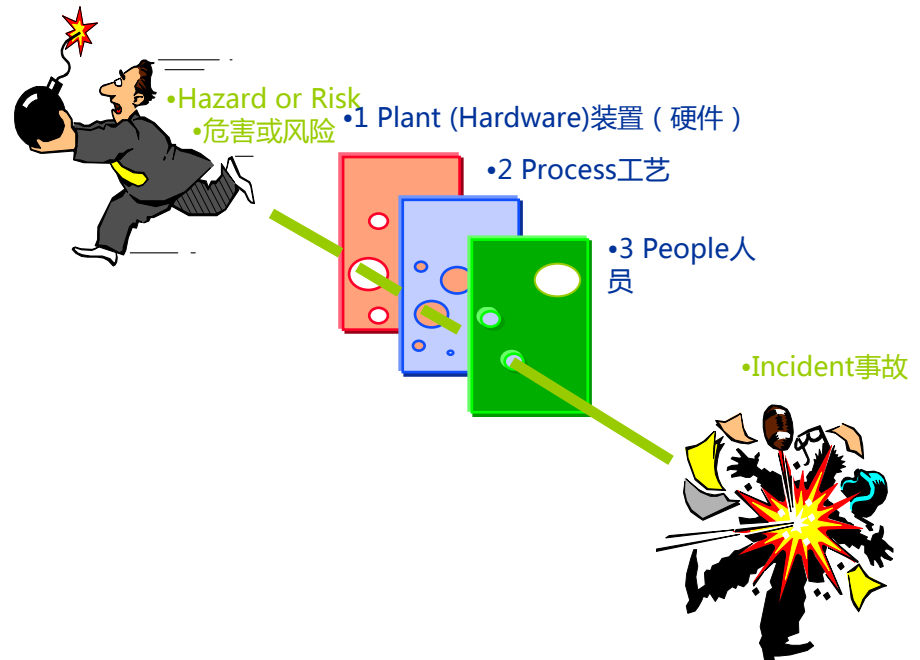 •Hazard or Risk
•危害或风险
•1 Plant (Hardware)装置（硬件）
•2 Process工艺
•3 People人
员
•Incident事故